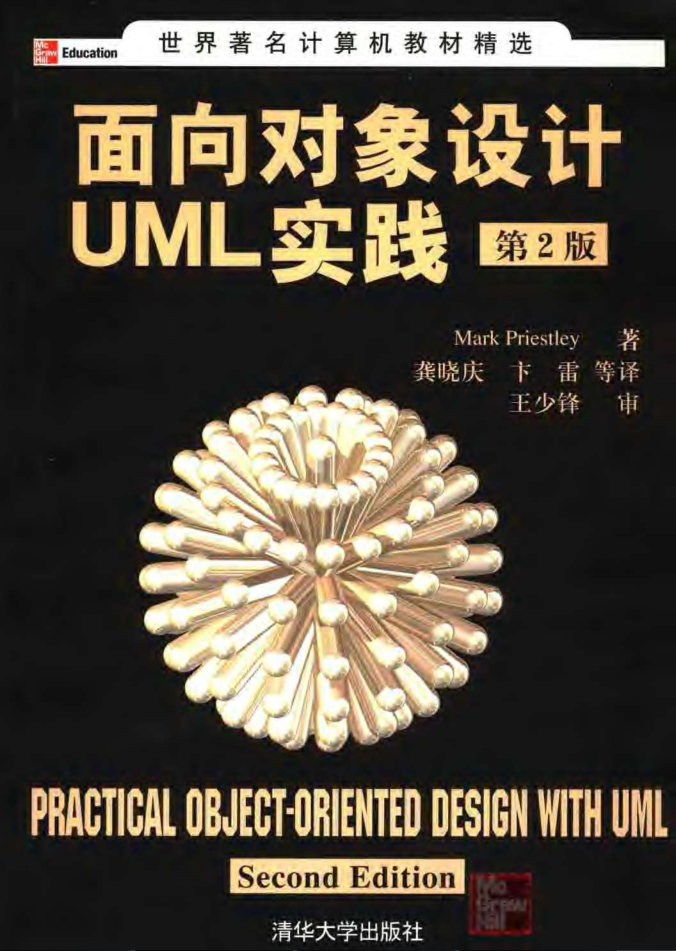 Mc
Graw
Hill
Education
世界著名计算机教材精选
面向对象设计
UML实践 第2版
Mark Priestley 著
龚晓庆 卞 雷 等译
王少锋 审
PRACTICAL OBJECT-ORIENTED DESIGN WITH UML
Second Edition
Mc
Graw
Hill
清华大学出版社